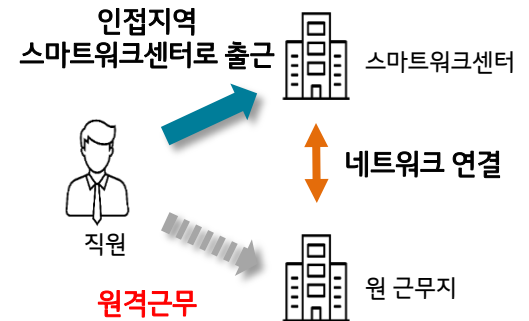 인접지역
스마트워크센터로 출근
스마트워크센터
네트워크 연결
직원
원격근무
원 근무지